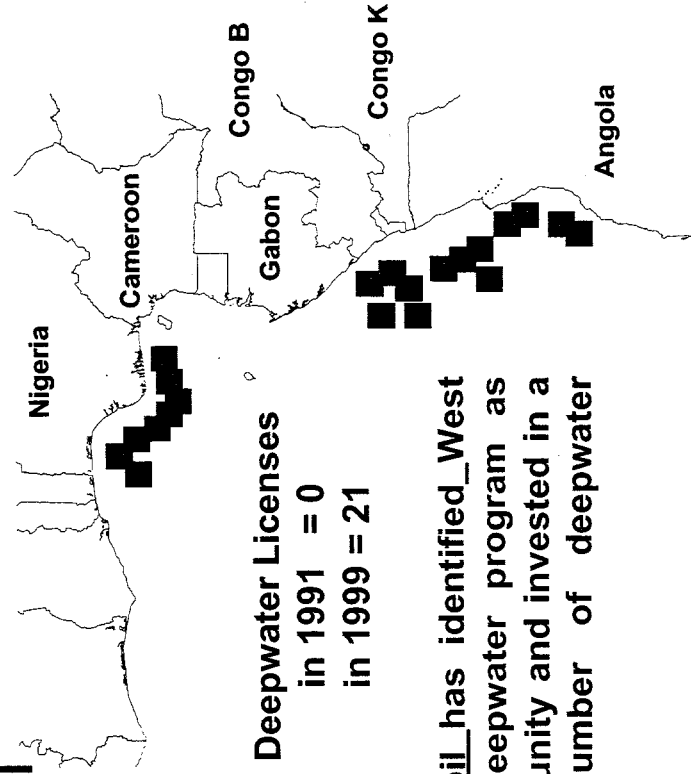 Nigeria
Cameroon
Congo B
Gabon
Congo K
Angola
Deepwater Licenses
in 1991 = 0
in 1999 = 21
has identified West
eepwater program as
unity and invested in a
umber of deepwater